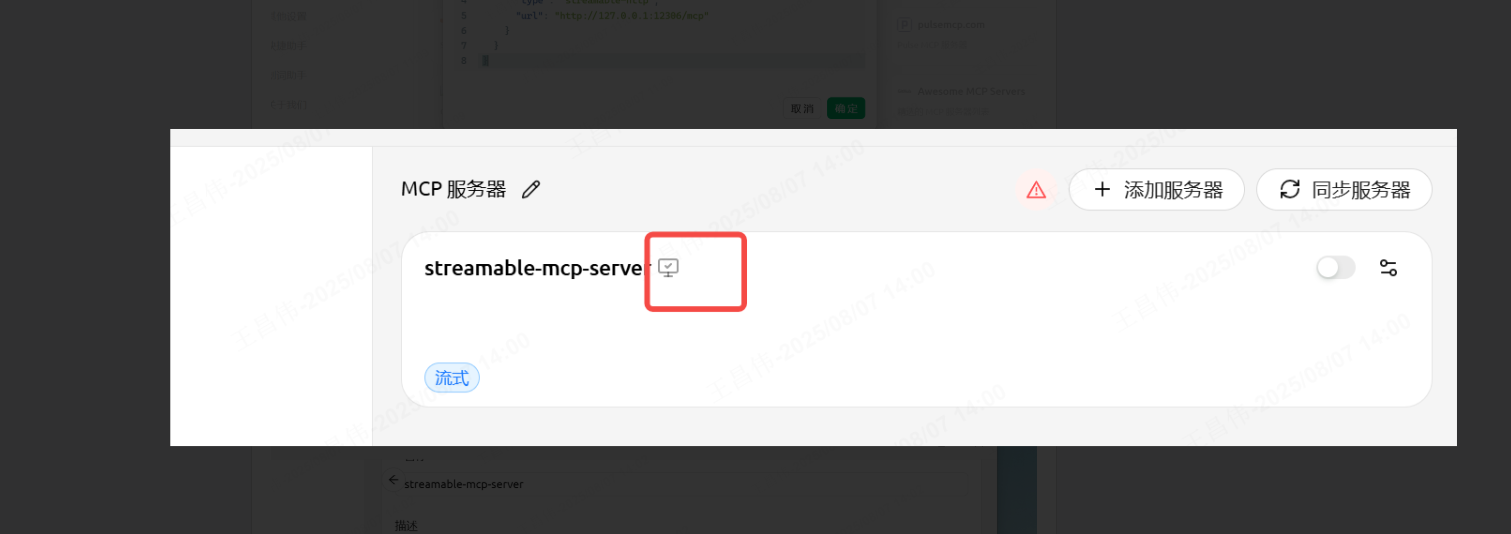 4 "type": "streamable-http",
5 "url": "http://127.0.0.1:12306/mcp"
6 }
7 }
8
取消 确定
pulsemcp.com
Awesome MCP Servers
MCP 服务器
添加服务器
同步服务器
streamable-mcp-server
流式
王昌伟-2025/08/07 14:00
streamable-mcp-server
描述